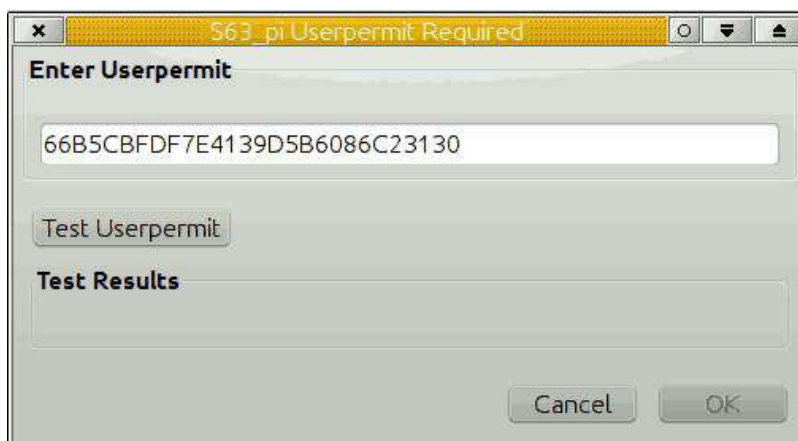 S63_pi Userpermit Required
Enter Userpermit
66B5CBFDF7E4139D5B6086C23130
Test Userpermit
Test Results
Cancel OK